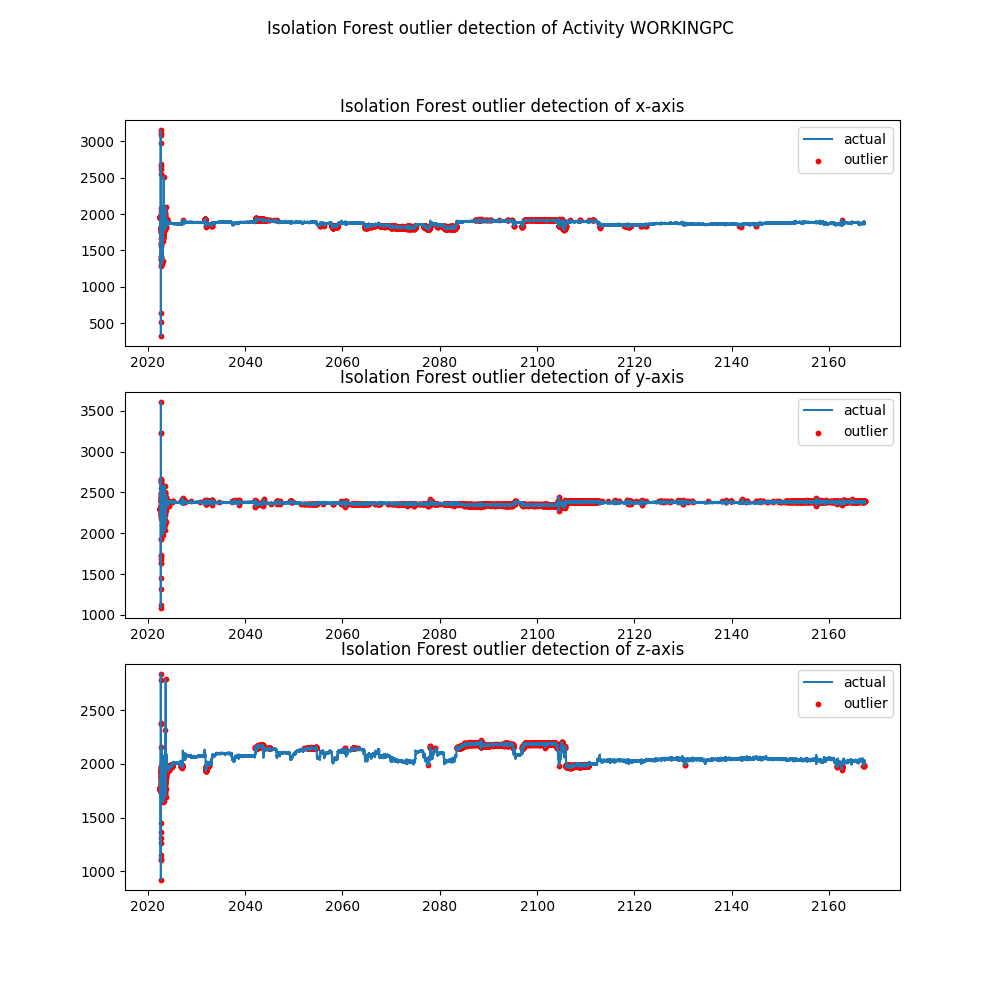 Isolation Forest outlier detection of Activity WORKINGPC
Isolation Forest outlier detection of x-axis
actual
outlier
3000
2500
2000
1500
1000
500
2020 2040 2060 2080 2100 2120 2140 2160
Isolation Forest outlier detection of y-axis
actual
outlier
3500
3000
2500
2000
1500
1000
2020 2040 2060 2080 2100 2120 2140 2160
Isolation Forest outlier detection of z-axis
actual
outlier
2500
2000
1500
1000
2020 2040 2060 2080 2100 2120 2140 2160